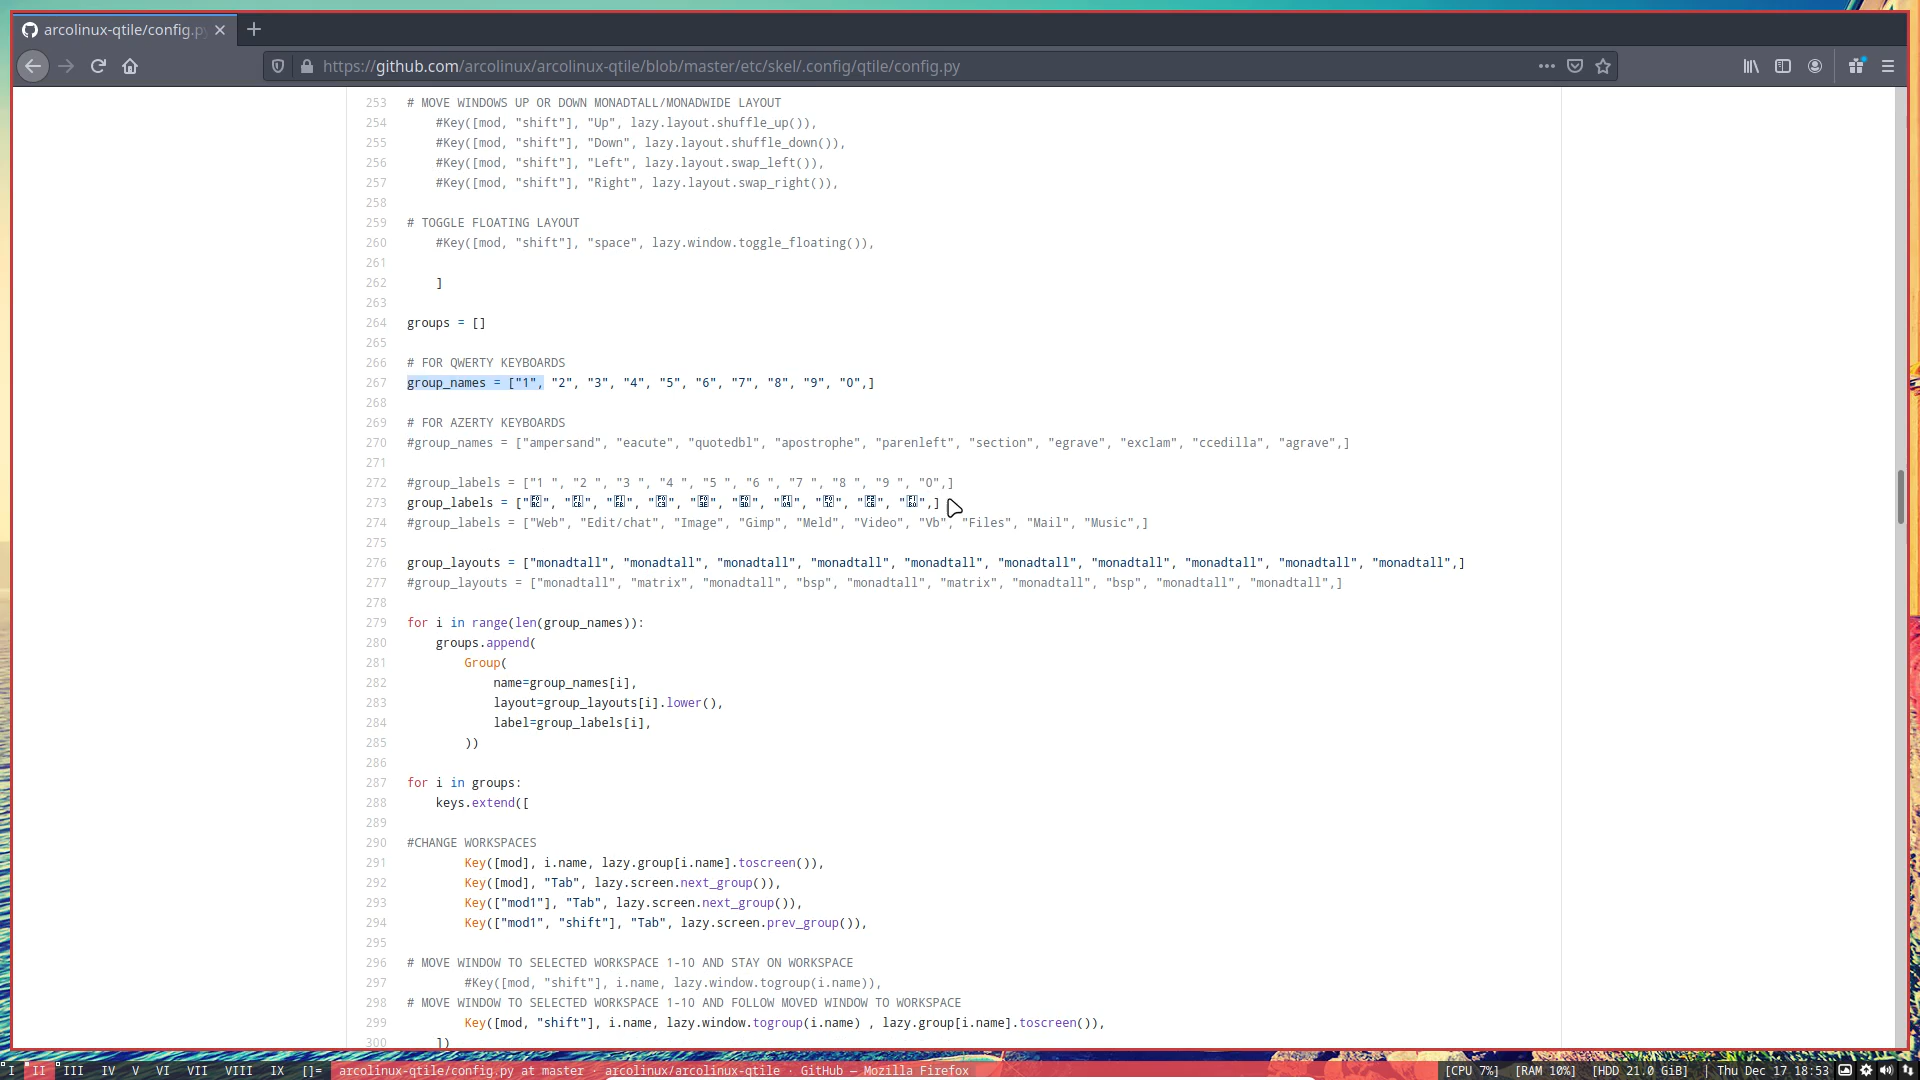 arcolinux-qtile/config.py
https://github.com/arcolinux/arcolinux-qtile/blob/master/etc/skel/.config/qtile/config.py
253 # MOVE WINDOWS UP OR DOWN MONADTALL/MONADWIDE LAYOUT
254     #Key([mod, "shift"], "Up", lazy.layout.shuffle_up()),
255     #Key([mod, "shift"], "Down", lazy.layout.shuffle_down()),
256     #Key([mod, "shift"], "Left", lazy.layout.swap_left()),
257     #Key([mod, "shift"], "Right", lazy.layout.swap_right()),
258
259 # TOGGLE FLOATING LAYOUT
260     #Key([mod, "shift"], "space", lazy.window.toggle_floating()),
261
262     ]
263
264 groups = []
265
266 # FOR QWERTY KEYBOARDS
267 group_names = ["1", "2", "3", "4", "5", "6", "7", "8", "9", "0",]
268
269 # FOR AZERTY KEYBOARDS
270 #group_names = ["ampersand", "eacute", "quotedbl", "apostrophe", "parenleft", "section", "egrave", "exclam", "ccedilla", "agrave",]
271
272 #group_labels = ["1 ", "2 ", "3 ", "4 ", "5 ", "6 ", "7 ", "8 ", "9 ", "0",]
273 group_labels = ["", "", "", "", "", "", "", "", "", "",]
274 #group_labels = ["Web", "Edit/chat", "Image", "Gimp", "Meld", "Video", "Vb", "Files", "Mail", "Music",]
275
276 group_layouts = ["monadtall", "monadtall", "monadtall", "monadtall", "monadtall", "monadtall", "monadtall", "monadtall", "monadtall", "monadtall",]
277 #group_layouts = ["monadtall", "matrix", "monadtall", "bsp", "monadtall", "matrix", "monadtall", "bsp", "monadtall", "monadtall",]
278
279 for i in range(len(group_names)):
280     groups.append(
281         Group(
282             name=group_names[i],
283             layout=group_layouts[i].lower(),
284             label=group_labels[i],
285         ))
286
287 for i in groups:
288     keys.extend([
289
290 #CHANGE WORKSPACES
291         Key([mod], i.name, lazy.group[i.name].toscreen()),
292         Key([mod], "Tab", lazy.screen.next_group()),
293         Key(["mod1"], "Tab", lazy.screen.next_group()),
294         Key(["mod1", "shift"], "Tab", lazy.screen.prev_group()),
295
296 # MOVE WINDOW TO SELECTED WORKSPACE 1-10 AND STAY ON WORKSPACE
297         #Key([mod, "shift"], i.name, lazy.window.togroup(i.name)),
298 # MOVE WINDOW TO SELECTED WORKSPACE 1-10 AND FOLLOW MOVED WINDOW TO WORKSPACE
299         Key([mod, "shift"], i.name, lazy.window.togroup(i.name) , lazy.group[i.name].toscreen()),
300     ])
I II III IV V VI VII VIII IX []= arcolinux-qtile/config.py at master · arcolinux/arcolinux-qtile · GitHub — Mozilla Firefox [CPU 7%] [RAM 10%] [HDD 21.0 GiB] | Thu Dec 17 18:53